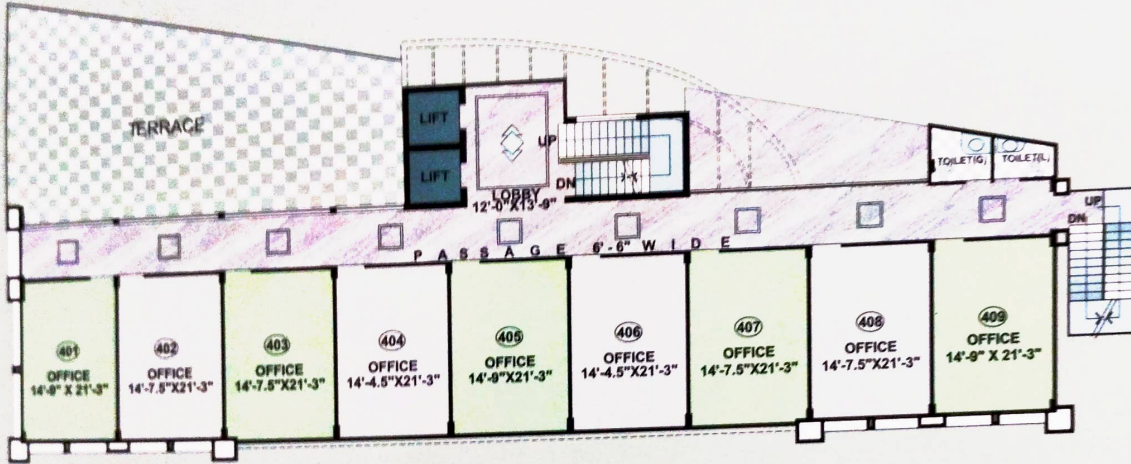 TERRACE
LIFT
LIFT
UP
DN
LOBBY
12'-0"X13'-9"
TOILET(G)
TOILET(L)
UP
DN
PASSAGE 6'-6" WIDE
401
OFFICE
14'-9" X 21'-3"
402
OFFICE
14'-7.5"X21'-3"
403
OFFICE
14'-7.5"X21'-3"
404
OFFICE
14'-4.5"X21'-3"
405
OFFICE
14'-9"X21'-3"
406
OFFICE
14'-4.5"X21'-3"
407
OFFICE
14'-7.5"X21'-3"
408
OFFICE
14'-7.5"X21'-3"
409
OFFICE
14'-9" X 21'-3"